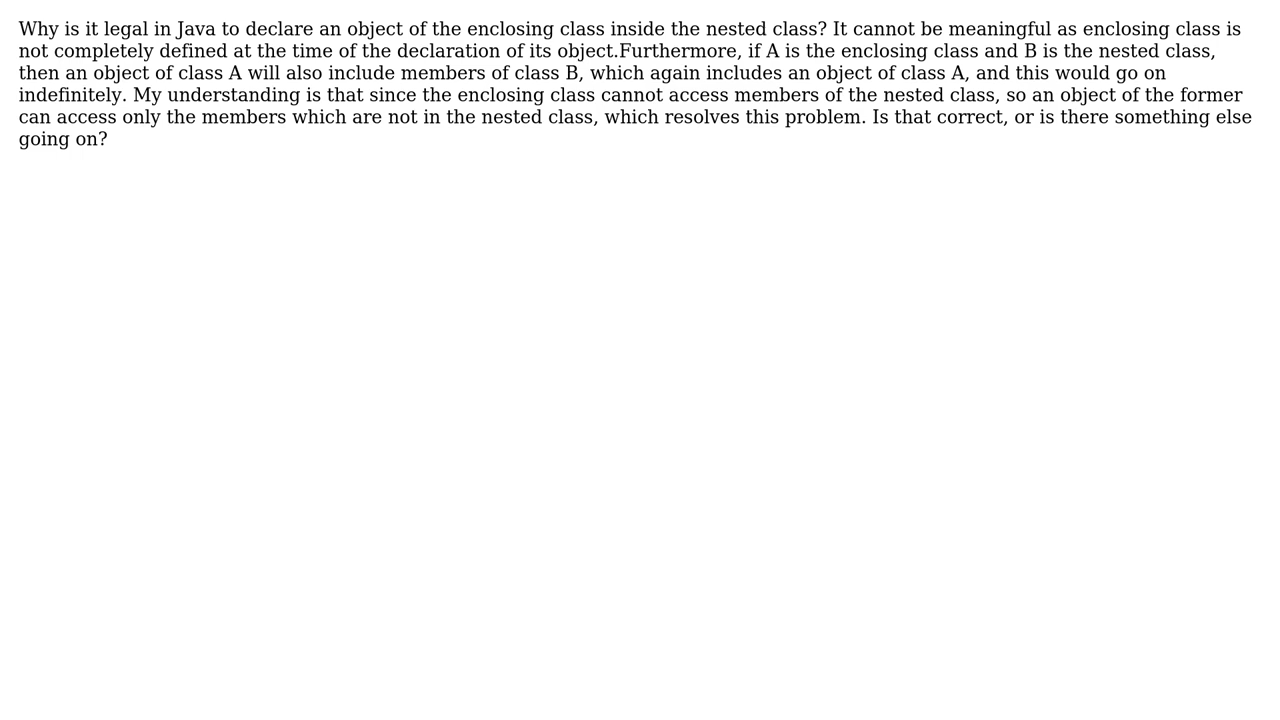 Why is it legal in Java to declare an object of the enclosing class inside the nested class? It cannot be meaningful as enclosing class is
not completely defined at the time of the declaration of its object.Furthermore, if A is the enclosing class and B is the nested class,
then an object of class A will also include members of class B, which again includes an object of class A, and this would go on
indefinitely. My understanding is that since the enclosing class cannot access members of the nested class, so an object of the former
can access only the members which are not in the nested class, which resolves this problem. Is that correct, or is there something else
going on?